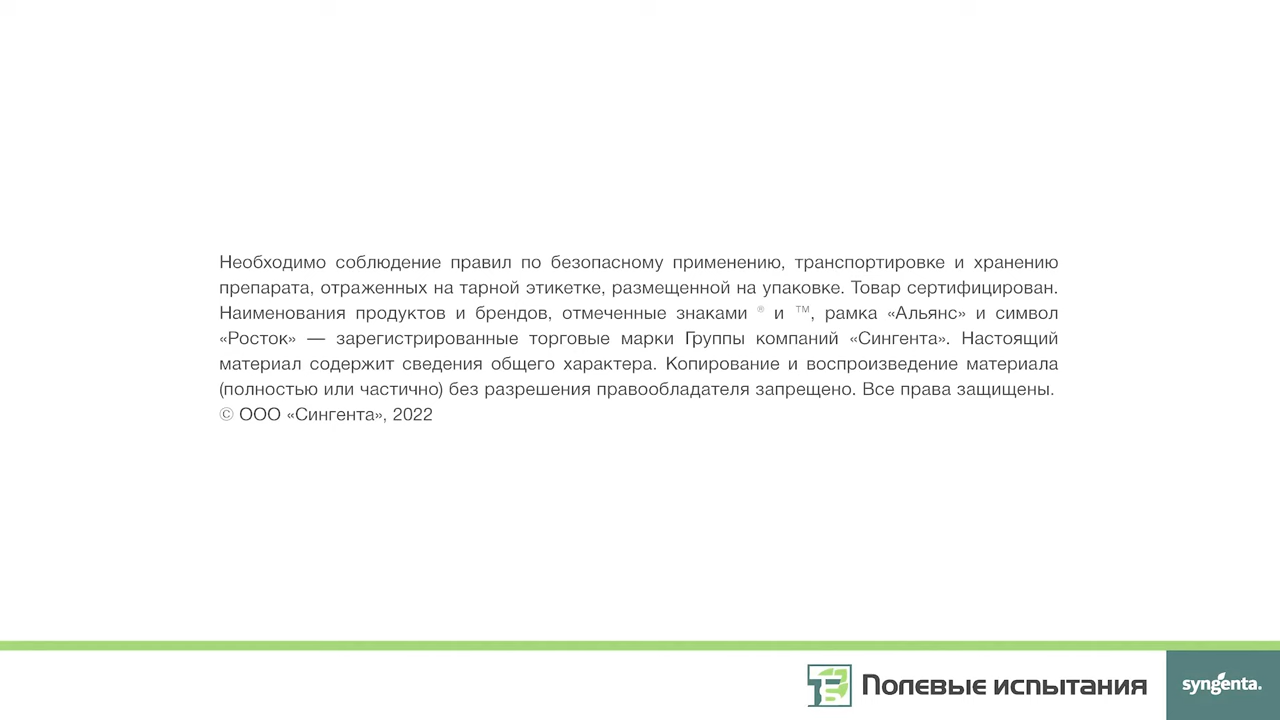 Необходимо соблюдение правил по безопасному применению, транспортировке и хранению
препарата, отраженных на тарной этикетке, размещенной на упаковке. Товар сертифицирован.
Наименования продуктов и брендов, отмеченные знаками ® и ™, рамка «Альянс» и символ
«Росток» — зарегистрированные торговые марки Группы компаний «Сингента». Настоящий
материал содержит сведения общего характера. Копирование и воспроизведение материала
(полностью или частично) без разрешения правообладателя запрещено. Все права защищены.
© ООО «Сингента», 2022
Полевые испытания
syngenta.